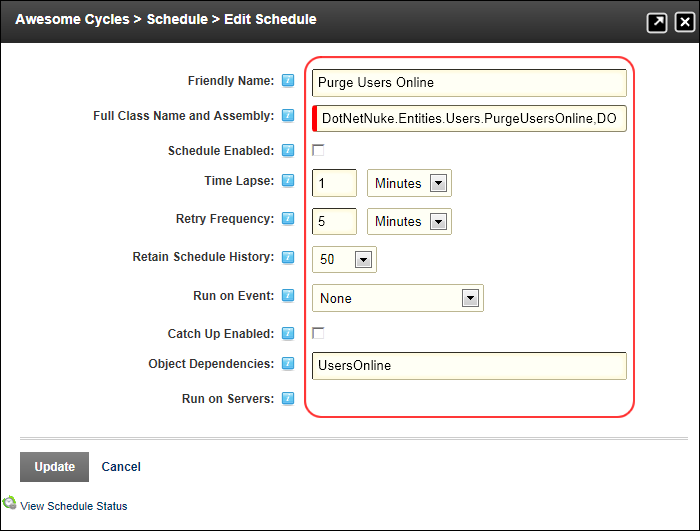 Awesome Cycles > Schedule > Edit Schedule
Friendly Name: Purge Users Online
Full Class Name and Assembly: DotNetNuke.Entities.Users.PurgeUsersOnline,DO
Schedule Enabled:
Time Lapse: 1 Minutes
Retry Frequency: 5 Minutes
Retain Schedule History: 50
Run on Event: None
Catch Up Enabled:
Object Dependencies: UsersOnline
Run on Servers:
Update Cancel
View Schedule Status